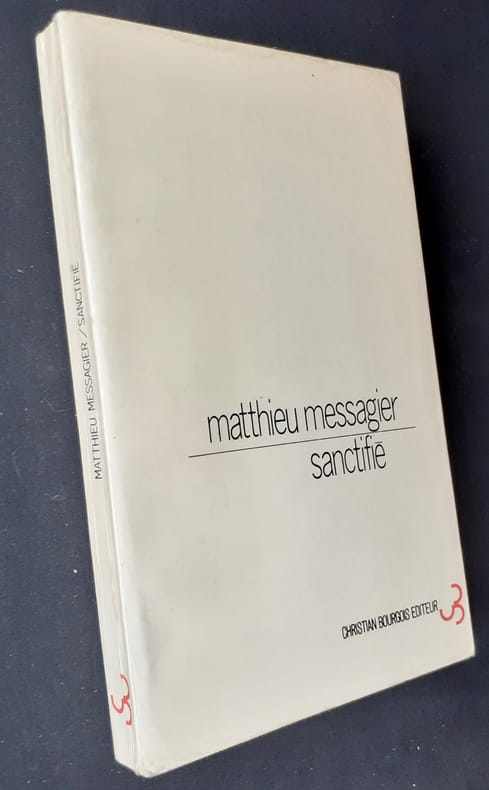 MATTHIEU MESSAGIER / SANCTIFIÉ
matthieu messagier
sanctifié
CHRISTIAN BOURGOIS EDITEUR